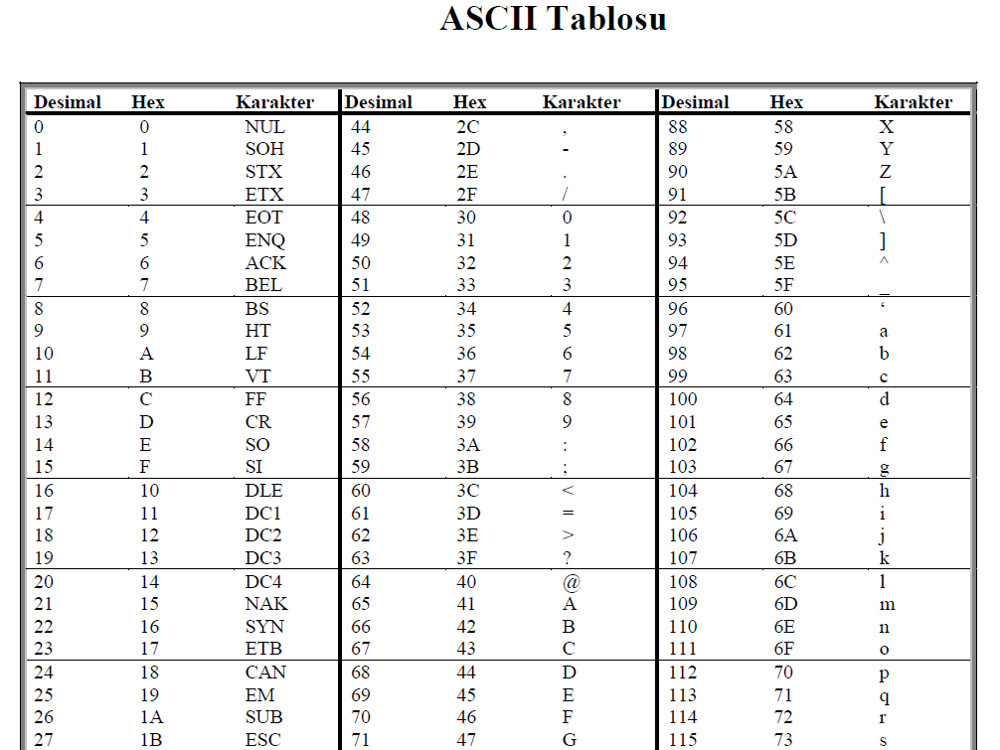 ASCII Tablosu
Desimal Hex Karakter Desimal Hex Karakter Desimal Hex Karakter
0 0 NUL 44 2C , 88 58 X
1 1 SOH 45 2D - 89 59 Y
2 2 STX 46 2E . 90 5A Z
3 3 ETX 47 2F / 91 5B [
4 4 EOT 48 30 0 92 5C \
5 5 ENQ 49 31 1 93 5D ]
6 6 ACK 50 32 2 94 5E ^
7 7 BEL 51 33 3 95 5F _
8 8 BS 52 34 4 96 60 ‘
9 9 HT 53 35 5 97 61 a
10 A LF 54 36 6 98 62 b
11 B VT 55 37 7 99 63 c
12 C FF 56 38 8 100 64 d
13 D CR 57 39 9 101 65 e
14 E SO 58 3A : 102 66 f
15 F SI 59 3B ; 103 67 g
16 10 DLE 60 3C < 104 68 h
17 11 DC1 61 3D = 105 69 i
18 12 DC2 62 3E > 106 6A j
19 13 DC3 63 3F ? 107 6B k
20 14 DC4 64 40 @ 108 6C l
21 15 NAK 65 41 A 109 6D m
22 16 SYN 66 42 B 110 6E n
23 17 ETB 67 43 C 111 6F o
24 18 CAN 68 44 D 112 70 p
25 19 EM 69 45 E 113 71 q
26 1A SUB 70 46 F 114 72 r
27 1B ESC 71 47 G 115 73 s